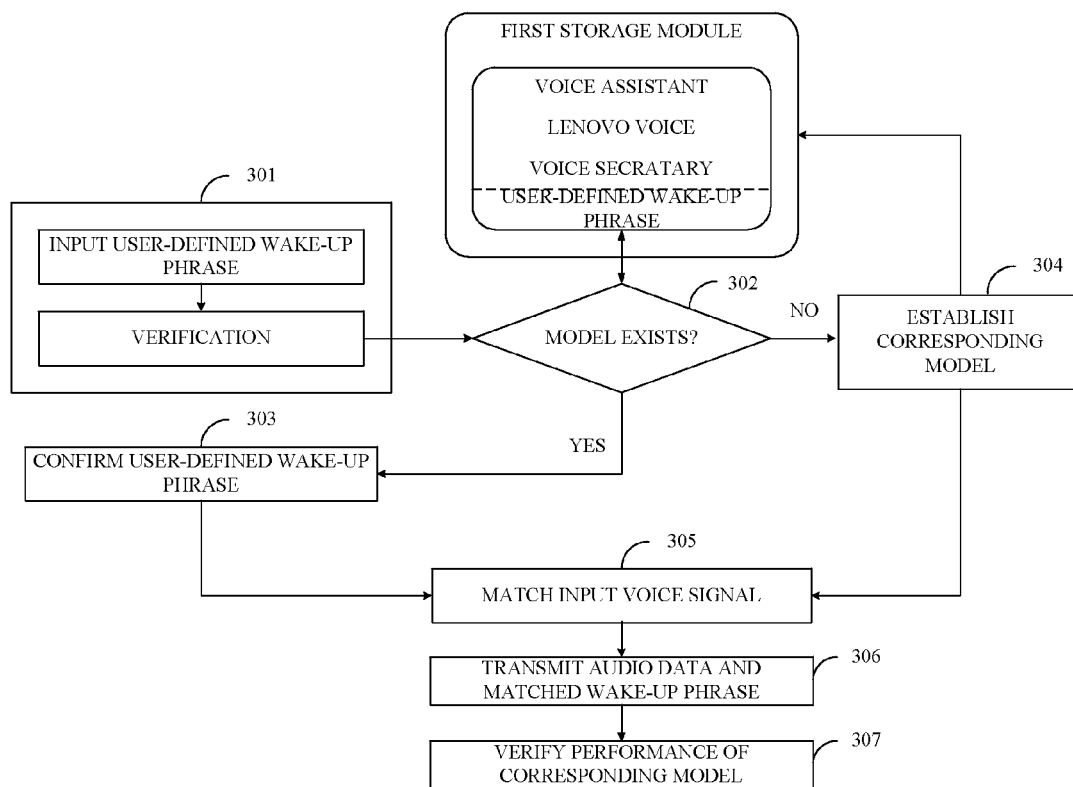 FIRST STORAGE MODULE
VOICE ASSISTANT
LENOVO VOICE
VOICE SECRATARY
USER-DEFINED WAKE-UP
PHRASE
301
INPUT USER-DEFINED WAKE-UP
PHRASE
VERIFICATION
302
MODEL EXISTS?
NO
304
ESTABLISH
CORRESPONDING
MODEL
YES
303
CONFIRM USER-DEFINED WAKE-UP
PHRASE
305
MATCH INPUT VOICE SIGNAL
306
TRANSMIT AUDIO DATA AND
MATCHED WAKE-UP PHRASE
307
VERIFY PERFORMANCE OF
CORRESPONDING MODEL